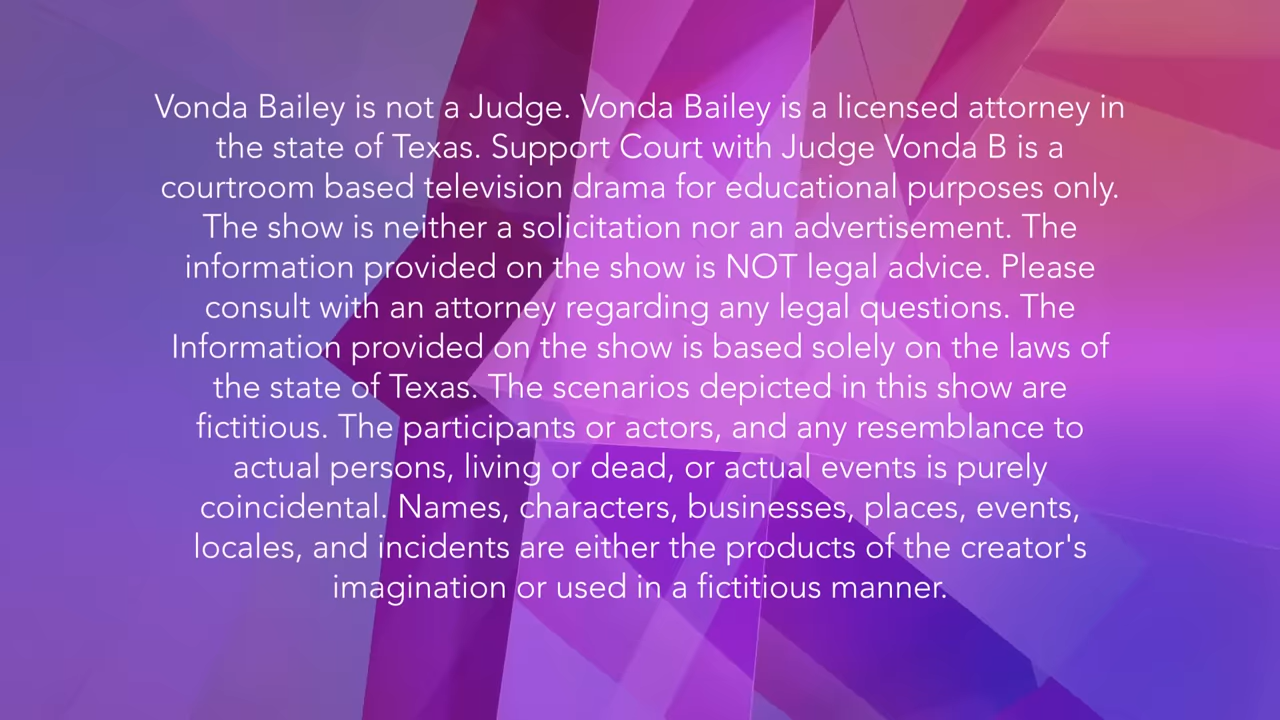 Vonda Bailey is not a Judge. Vonda Bailey is a licensed attorney in
the state of Texas. Support Court with Judge Vonda B is a
courtroom based television drama for educational purposes only.
The show is neither a solicitation nor an advertisement. The
information provided on the show is NOT legal advice. Please
consult with an attorney regarding any legal questions. The
Information provided on the show is based solely on the laws of
the state of Texas. The scenarios depicted in this show are
fictitious. The participants or actors, and any resemblance to
actual persons, living or dead, or actual events is purely
coincidental. Names, characters, businesses, places, events,
locales, and incidents are either the products of the creator's
imagination or used in a fictitious manner.